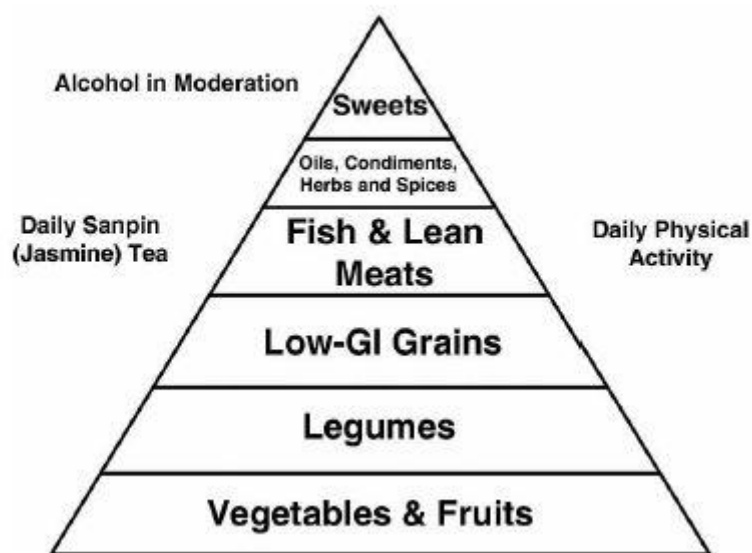 Alcohol in Moderation
Sweets
Oils, Condiments,
Herbs and Spices
Daily Sanpin
(Jasmine) Tea
Fish & Lean
Meats
Daily Physical
Activity
Low-GI Grains
Legumes
Vegetables & Fruits